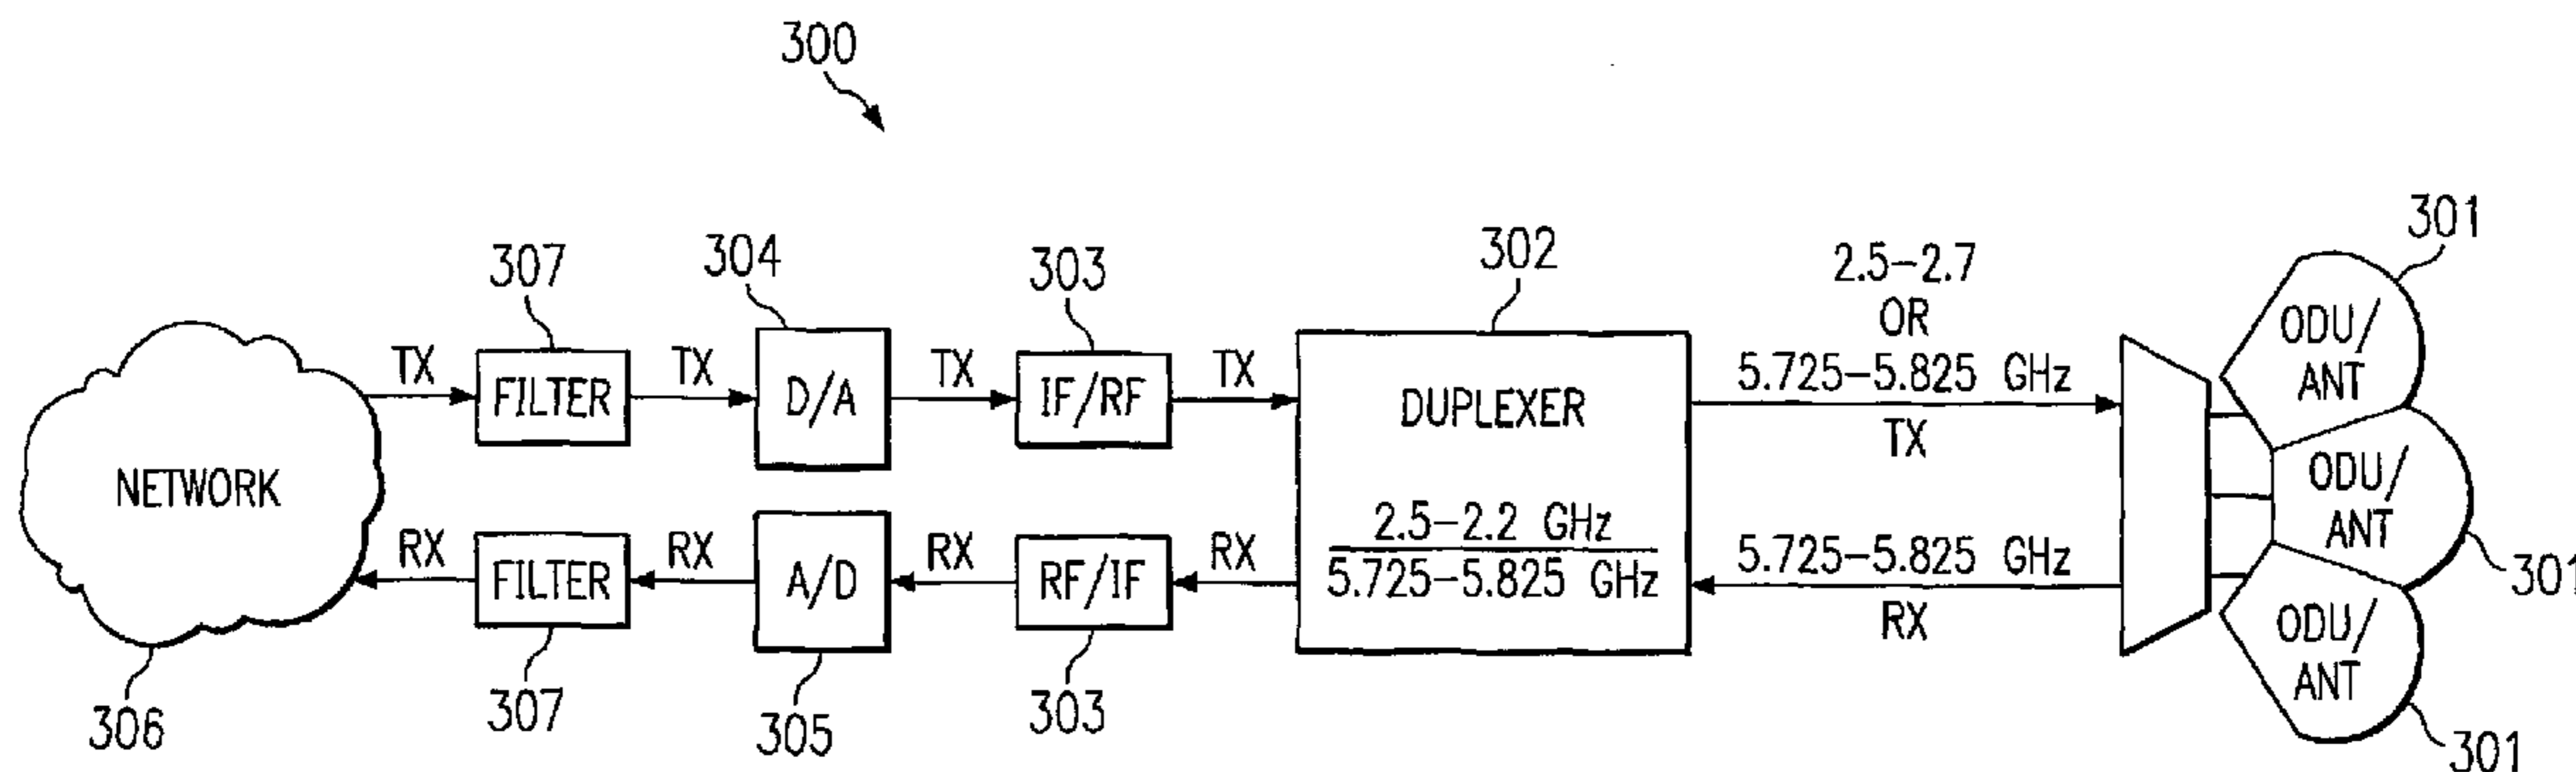 300
301
302
2.5-2.7
OR
5.725-5.825 GHz
TX
304
307
303
ODU/
ANT
TX
FILTER
TX
D/A
TX
IF/RF
TX
DUPLEXER
NETWORK
ODU/
ANT
2.5-2.2 GHz
5.725-5.825 GHz
5.725-5.825 GHz
RX
RX
FILTER
RX
A/D
RX
RF/IF
RX
301
ODU/
ANT
306
307
305
303
301